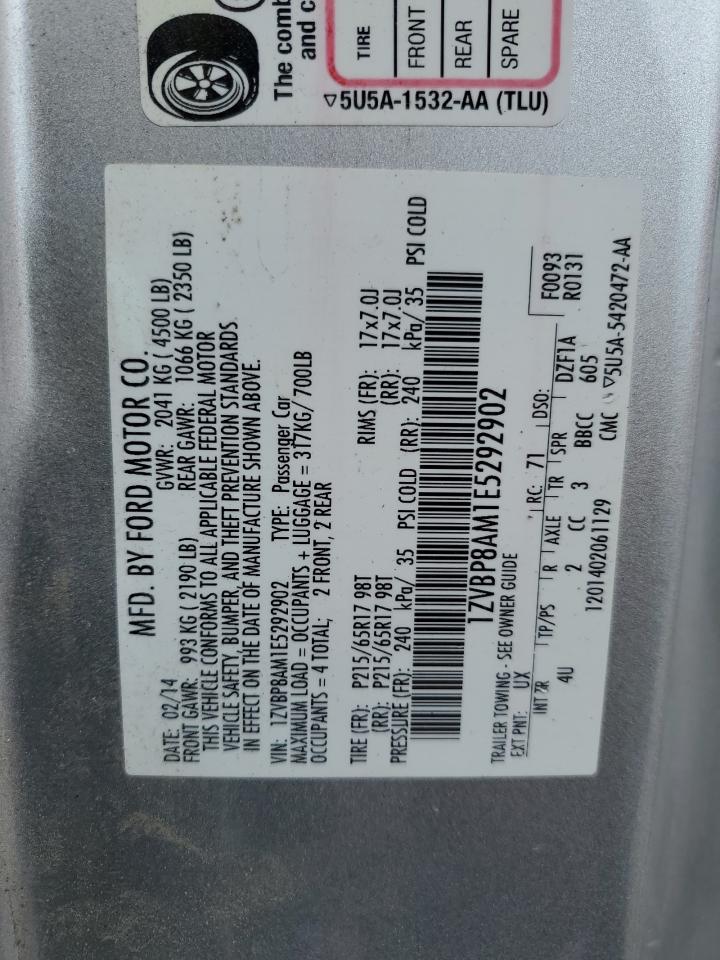 The comb
and c
TIRE
FRONT
REAR
SPARE
▽5U5A-1532-AA (TLU)
MFD. BY FORD MOTOR CO.
DATE: 02/14 GVWR: 2041 KG ( 4500 LB)
FRONT GAWR: 993 KG ( 2190 LB) REAR GAWR: 1066 KG ( 2350 LB)
THIS VEHICLE CONFORMS TO ALL APPLICABLE FEDERAL MOTOR
VEHICLE SAFETY, BUMPER, AND THEFT PREVENTION STANDARDS
IN EFFECT ON THE DATE OF MANUFACTURE SHOWN ABOVE.
VIN: 1ZVBP8AM1E5292902 TYPE: Passenger Car
MAXIMUM LOAD = OCCUPANTS + LUGGAGE = 317KG/ 700LB
OCCUPANTS = 4 TOTAL; 2 FRONT, 2 REAR
TIRE (FR): P215/65R17 98T RIMS (FR): 17x7.0J
(RR): P215/65R17 98T (RR): 17x7.0J
PRESSURE (FR): 240 kPa/ 35 PSI COLD (RR): 240 kPa/ 35 PSI COLD
1ZVBP8AM1E5292902
TRAILER TOWING - SEE OWNER GUIDE
EXT PNT: UX RC: 71 DSO: F0093
R0131
INT TR TP/PS R AXLE TR SPR DZF1A
4U 2 CC 3 BBCC 605
1201402061129 CMC ▽5U5A-5420472-AA